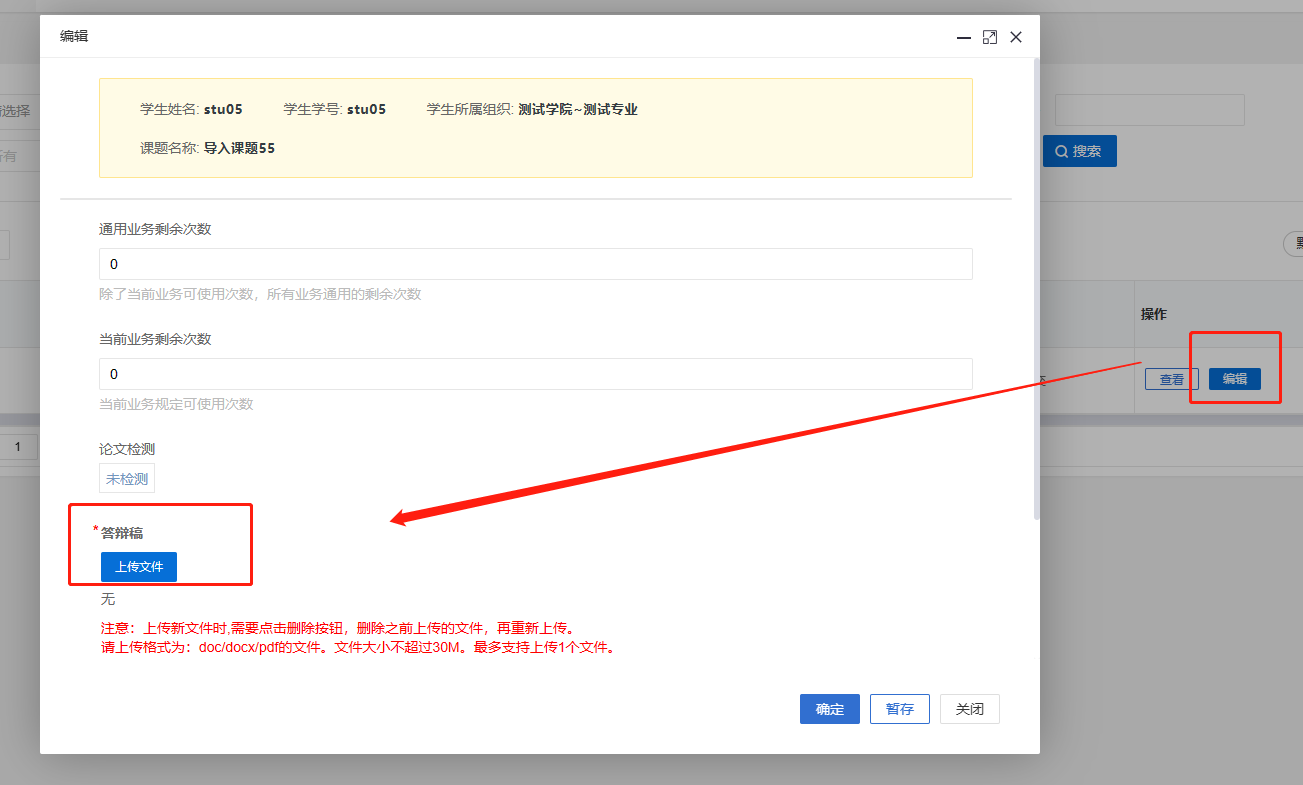 编辑
学生姓名: stu05 学生学号: stu05 学生所属组织: 测试学院~测试专业
课题名称: 导入课题55
选择
所有
搜索
通用业务剩余次数
0
除了当前业务可使用次数，所有业务通用的剩余次数
当前业务剩余次数
0
当前业务规定可使用次数
操作
查看 编辑
1
论文检测
未检测
*答辩稿
上传文件
无
注意：上传新文件时,需要点击删除按钮，删除之前上传的文件，再重新上传。
请上传格式为：doc/docx/pdf的文件。文件大小不超过30M。最多支持上传1个文件。
确定 暂存 关闭